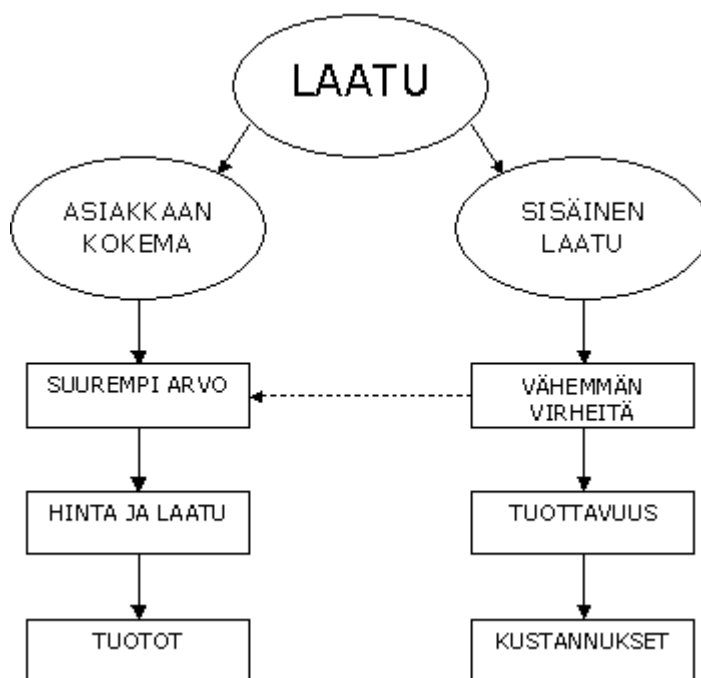 LAATU
ASIAKKAAN
KOKEMA
SISÄINEN
LAATU
SUUREMPI ARVO
VÄHEMMÄN
VIRHEITÄ
HINTA JA LAATU
TUOTTAVUUS
TUOTOT
KUSTANNUKSET